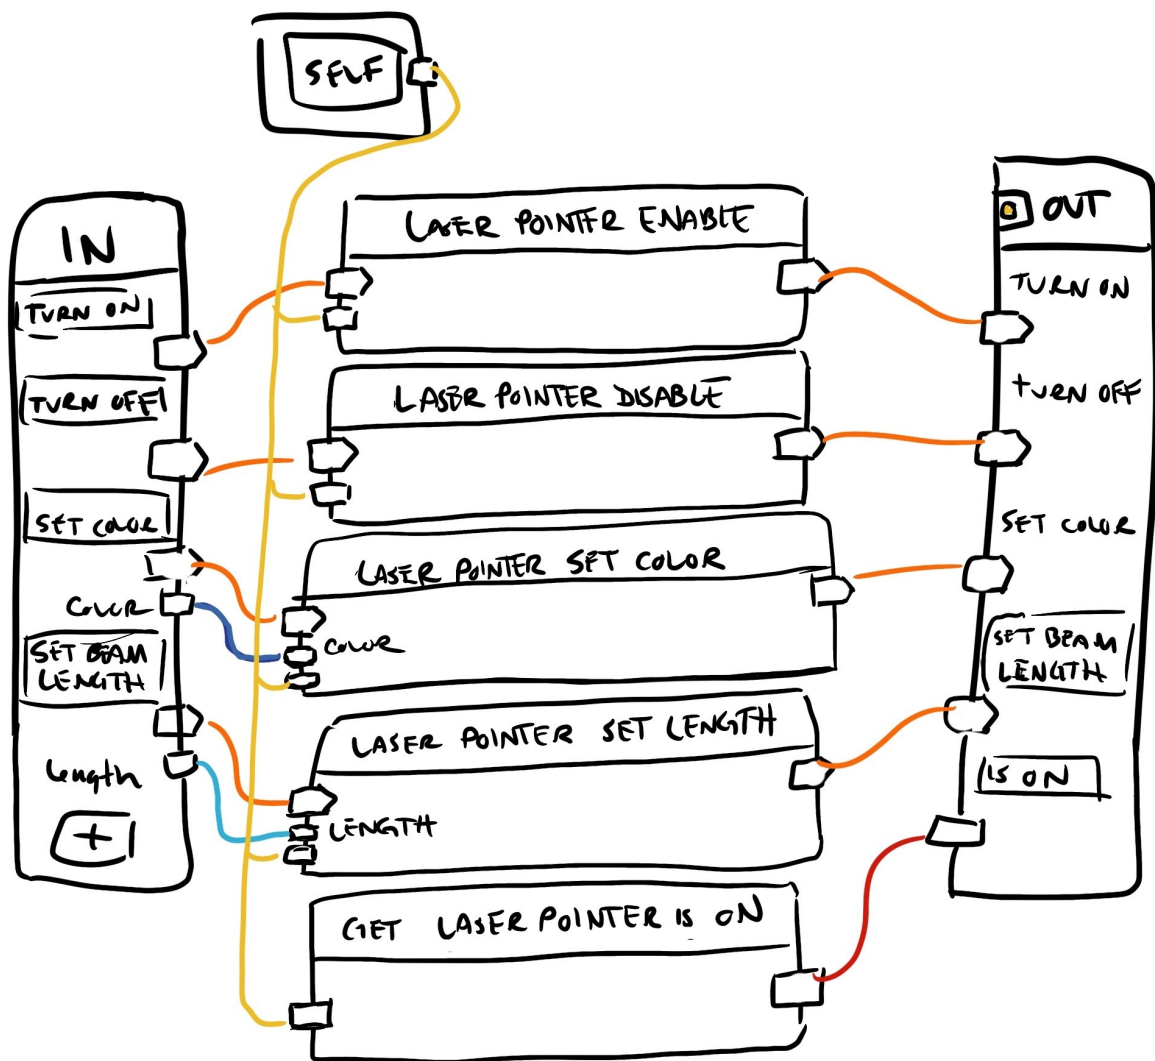 SELF
IN
TURN ON
TURN OFF
SET COLOR
COLOR
SET BEAM
LENGTH
Length
+
LASER POINTER ENABLE
LASER POINTER DISABLE
LASER POINTER SET COLOR
COLOR
LASER POINTER SET LENGTH
LENGTH
GET LASER POINTER IS ON
OUT
TURN ON
TURN OFF
SET COLOR
SET BEAM
LENGTH
IS ON